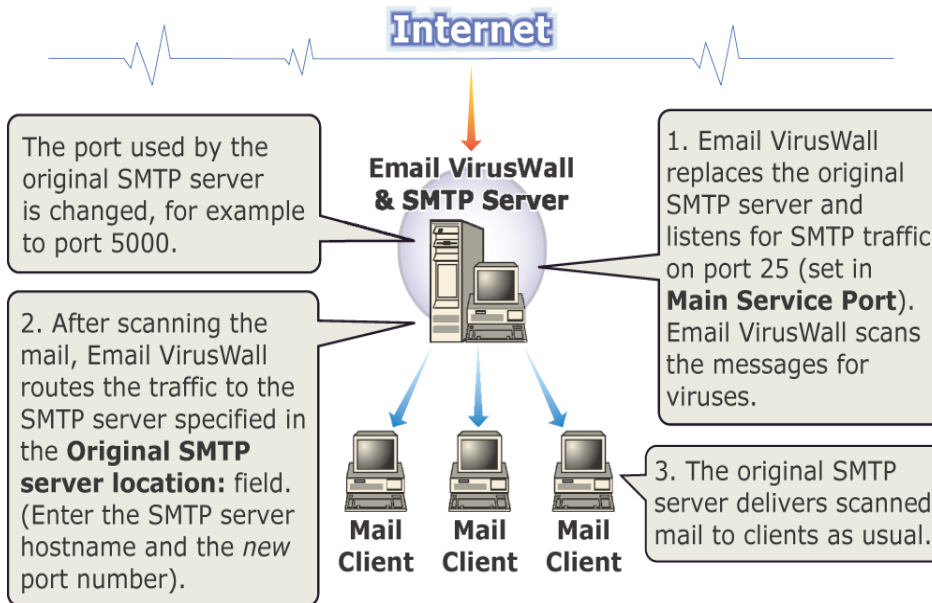 Internet
The port used by the
original SMTP server
is changed, for example
to port 5000.
Email VirusWall
& SMTP Server
1. Email VirusWall
replaces the original
SMTP server and
listens for SMTP traffic
on port 25 (set in
Main Service Port).
Email VirusWall scans
the messages for
viruses.
2. After scanning the
mail, Email VirusWall
routes the traffic to the
SMTP server specified in
the Original SMTP
server location: field.
(Enter the SMTP server
hostname and the new
port number).
Mail
Client
Mail
Client
Mail
Client
3. The original SMTP
server delivers scanned
mail to clients as usual.